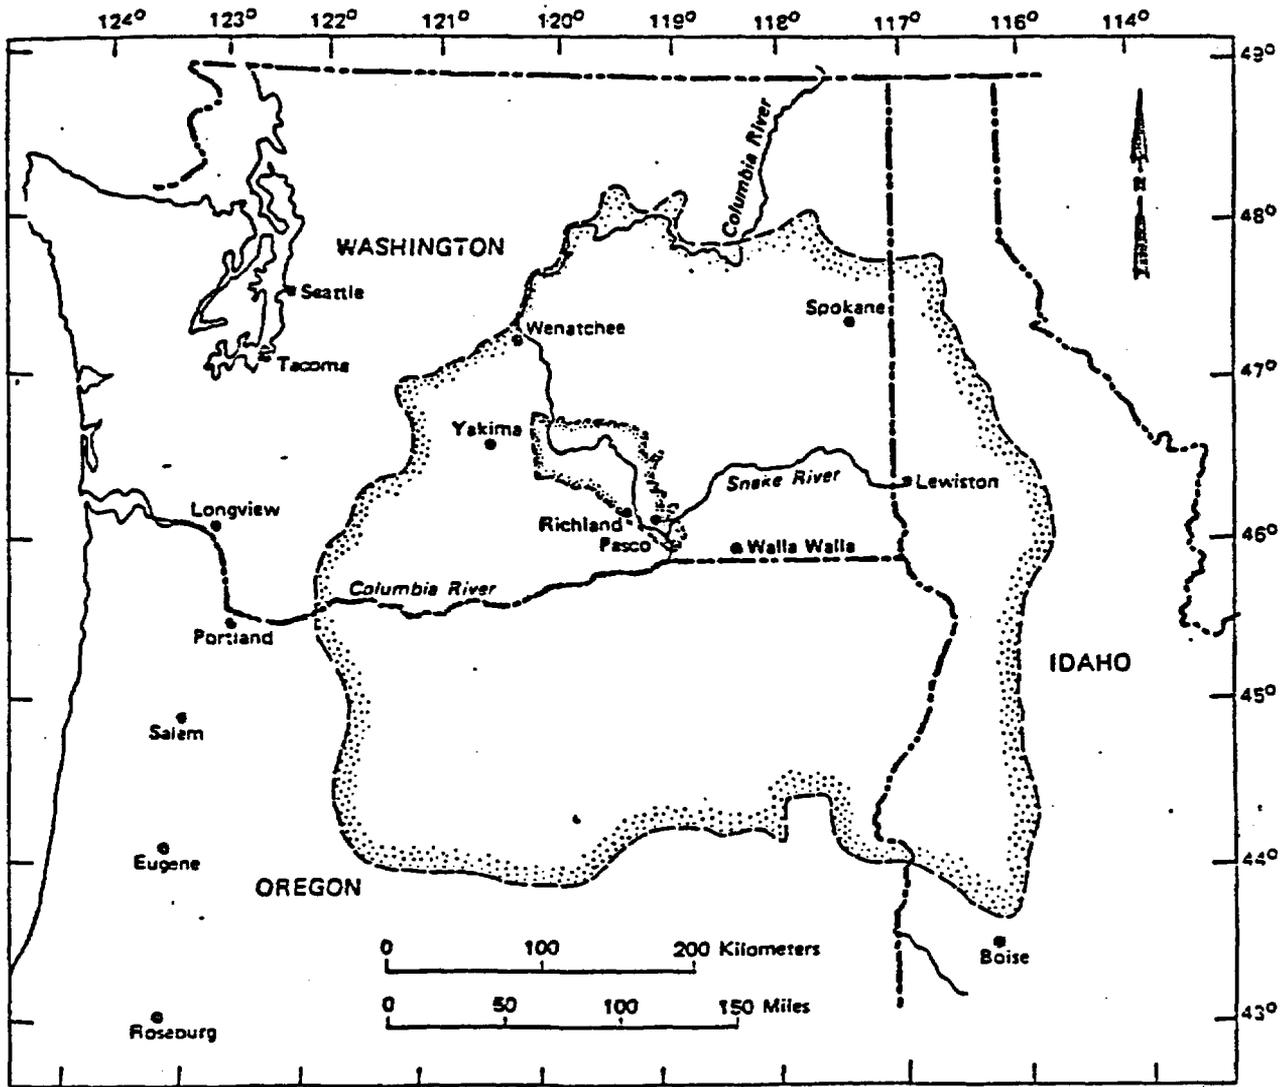 124° 123° 122° 121° 120° 119° 118° 117° 116° 114°
49°
Columbia River
N
48°
WASHINGTON
Seattle
Spokane
Wenatchee
Tacoma
47°
Yakima
Snake River
Lewiston
Longview
Richland
46°
Pasco
Walla Walla
Columbia River
Portland
IDAHO
45°
Salem
Eugene
44°
OREGON
0 100 200 Kilometers
Boise
0 50 100 150 Miles
43°
Roseburg